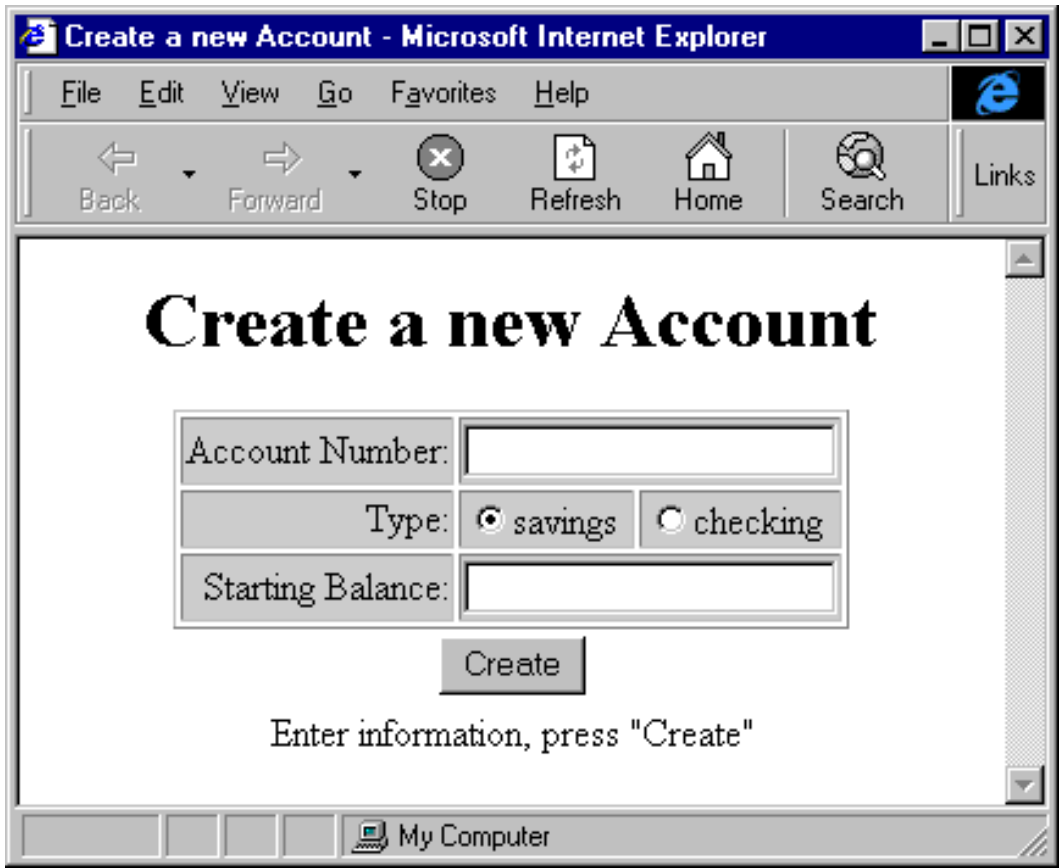 Create a new Account - Microsoft Internet Explorer
File Edit View Go Favorites Help
Back Forward Stop Refresh Home Search Links
Create a new Account
Account Number:
Type: savings checking
Starting Balance:
Create
Enter information, press "Create"
My Computer